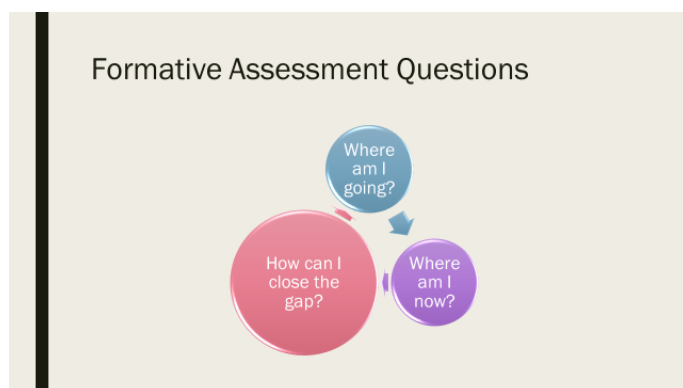 Formative Assessment Questions
Where
am I
going?
Where
am I
now?
How can I
close the
gap?